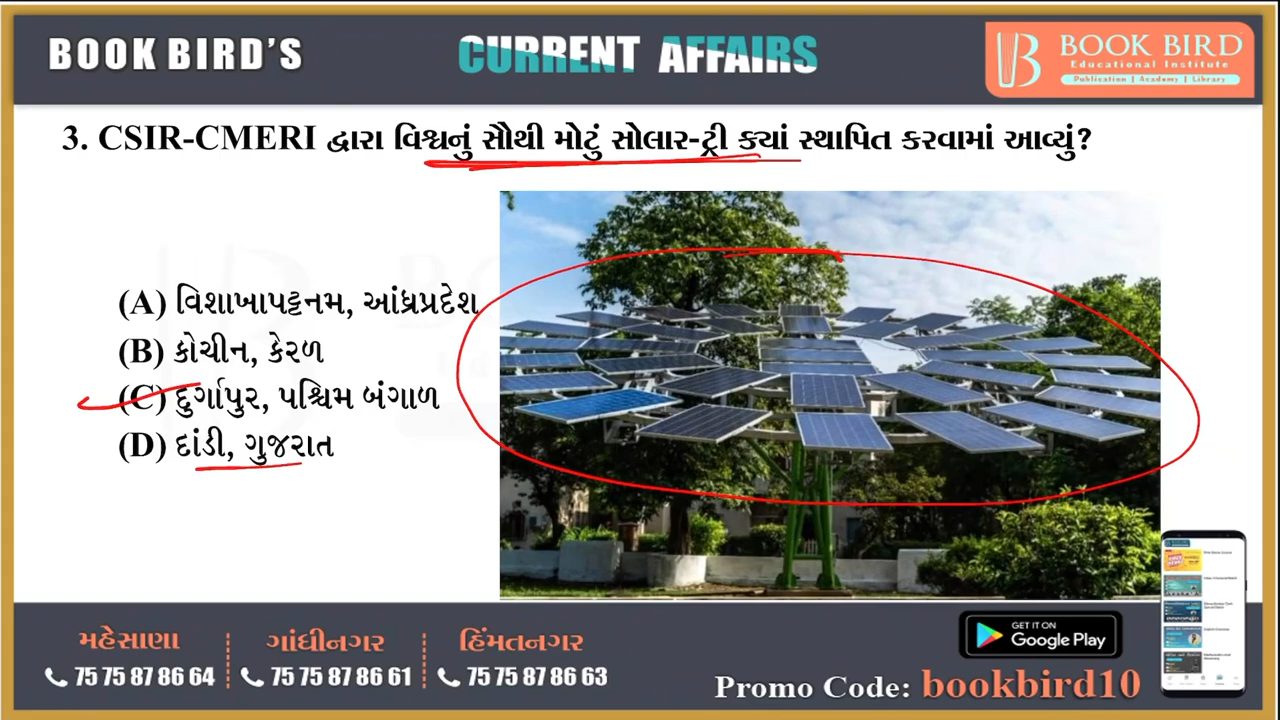 BOOK BIRD'S
CURRENT AFFAIRS
BOOK BIRD
Educational Institute
Publication | Academy | Library
3. CSIR-CMERI દ્વારા વિશ્વનું સૌથી મોટું સોલાર-ટ્રી ક્યાં સ્થાપિત કરવામાં આવ્યું?
(A) વિશાખાપટ્ટનમ, આંધ્રપ્રદેશ
(B) કોચીન, કેરળ
(C) દુર્ગાપુર, પશ્ચિમ બંગાળ
(D) દાંડી, ગુજરાત
મહેસાણા
75 75 87 86 64
ગાંધીનગર
75 75 87 86 61
હિંમતનગર
75 75 87 86 63
GET IT ON
Google Play
Promo Code: bookbird10